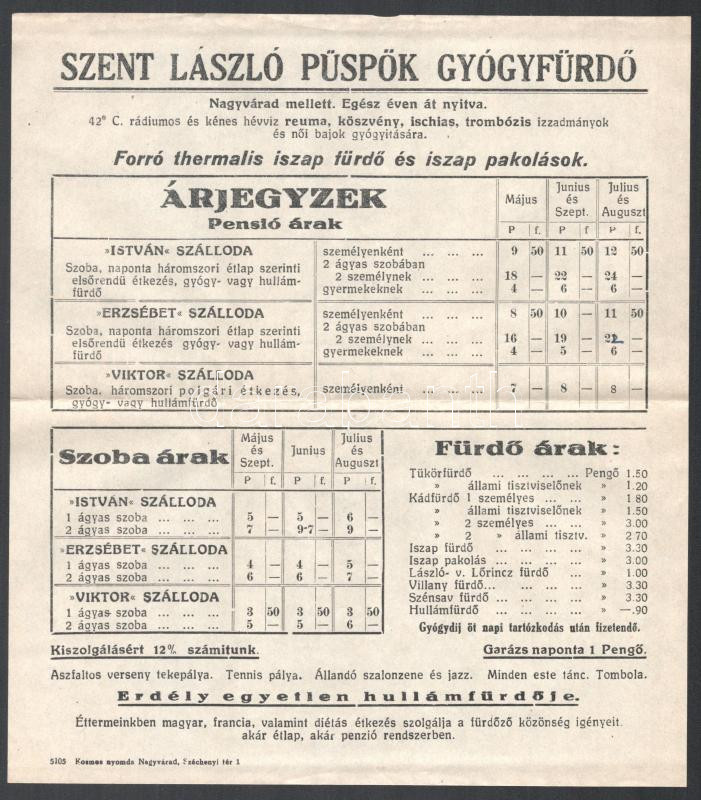 SZENT LÁSZLÓ PÜSPÖK GYÓGYFÜRDŐ
Nagyvárad mellett. Egész éven át nyitva.
42° C. rádiumos és kénes hévviz reuma, köszvény, ischias, trombózis izzadmányok
és női bajok gyógyitására.
Forró thermalis iszap fürdő és iszap pakolások.
ÁRJEGYZEK
Pensió árak
Május
Junius és Szept.
Julius és Auguszt
P f. P f P f.
»ISTVÁN« SZÁLLODA
Szoba, naponta háromszori étlap szerinti
elsőrendü étkezés, gyógy- vagy hullám-
fürdő
személyenként ... ... ... 9 50 11 50 12 50
2 ágyas szobában
2 személynek ... ... ... 18 — 22 — 24 —
gyermekeknek ... ... ... 4 — 6 — 6 —
»ERZSÉBET« SZÁLLODA
Szoba, naponta háromszori étlap szerinti
elsőrendü étkezés gyógy- vagy hullám-
fürdő
személyenként ... ... ... 8 50 10 — 11 50
2 ágyas szobában
2 személynek ... ... ... 16 — 19 — 22 —
gyermekeknek ... ... ... 4 — 5 — 6 —
»VIKTOR« SZÁLLODA
Szoba, háromszori polgári étkezés,
gyógy- vagy hullámfürdő
személyenként ... ... ... 7 — 8 — 8 —
darabanth
Szoba árak
Május és Szept.
Junius
Julius és Auguszt
P f. P f. P f.
»ISTVÁN« SZÁLLODA
1 ágyas szoba ... ... ... 5 — 5 — 6 —
2 ágyas szoba ... ... ... 7 — 9-7 — 9 —
»ERZSÉBET« SZÁLLODA
1 ágyas szoba ... ... ... 4 — 4 — 5 —
2 ágyas szoba ... ... ... 6 — 6 — 7 —
»VIKTOR« SZÁLLODA
1 ágyas szoba ... ... ... 3 50 3 50 3 50
2 ágyas szoba ... ... ... 5 — 5 — 6 —
Fürdő árak:
Tükörfürdő ... ... ... ... Pengő 1.50
» állami tisztviselőnek » 1.20
Kádfürdő 1 személyes ... ... » 1 80
» állami tisztviselőnek » 1.50
» 2 személyes ... ... » 3.00
» 2 » állami tisztv. » 2 70
Iszap fürdő ... ... ... ... » 3.30
Iszap pakolás ... ... ... ... » 3.00
László- v. Lőrincz fürdő ... » 1.00
Villany fürdő... ... ... ... » 3.30
Szénsav fürdő ... ... ... ... » 3.30
Hullámfürdő ... ... ... ... » —.90
Gyógydij öt napi tartózkodás után fizetendő.
Kiszolgálásért 12% számitunk.
Garázs naponta 1 Pengő.
Aszfaltos verseny tekepálya. Tennis pálya. Állandó szalonzene és jazz. Minden este tánc. Tombola.
Erdély egyetlen hullámfürdője.
Éttermeinkben magyar, francia, valamint diétás étkezés szolgálja a fürdőző közönség igényeit
akár étlap, akár penzió rendszerben.
5105 Kosmos nyomda Nagyvárad, Széchenyi tér 1